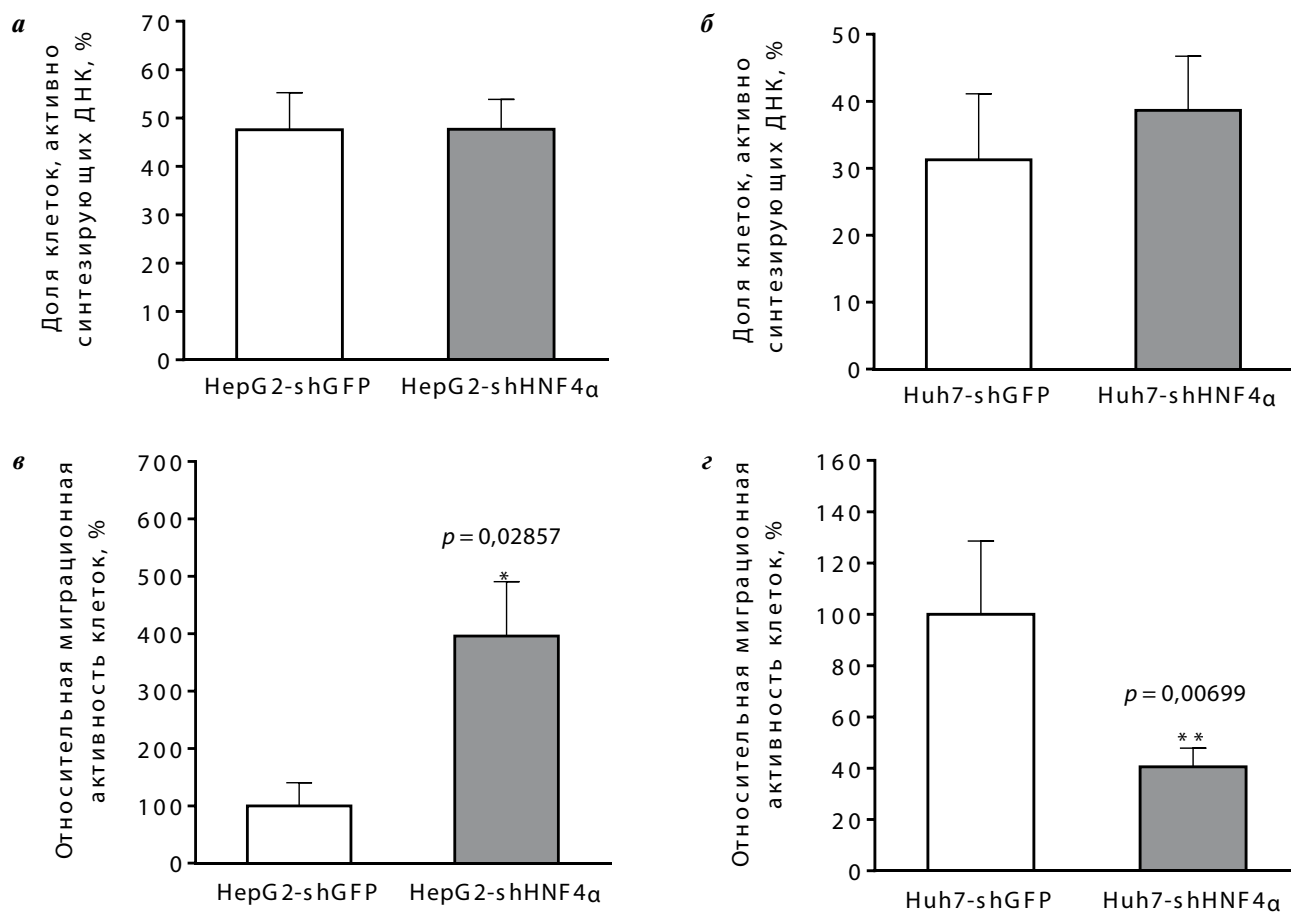 а
Доля клеток, активно
синтезирующих ДНК, %
70
60
50
40
30
20
10
0
HepG2-shGFP
HepG2-shHNF4α
б
Доля клеток, активно
синтезирующих ДНК, %
50
40
30
20
10
0
Huh7-shGFP
Huh7-shHNF4α
в
Относительная миграционная
активность клеток, %
700
600
500
400
300
200
100
0
p = 0,02857
*
HepG2-shGFP
HepG2-shHNF4α
г
Относительная миграционная
активность клеток, %
160
140
120
100
80
60
40
20
0
p = 0,00699
**
Huh7-shGFP
Huh7-shHNF4α